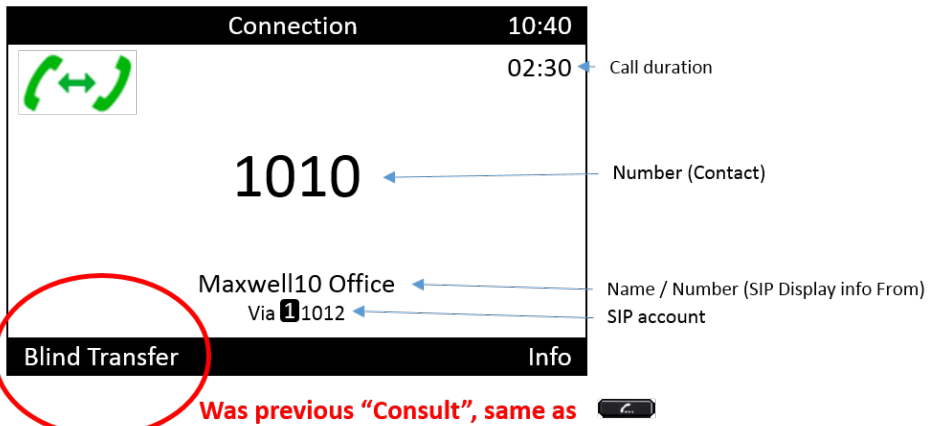 Connection 10:40
02:30 Call duration
1010 Number (Contact)
Maxwell10 Office Name / Number (SIP Display info From)
Via 1 1012 SIP account
Blind Transfer Info
Was previous “Consult”, same as